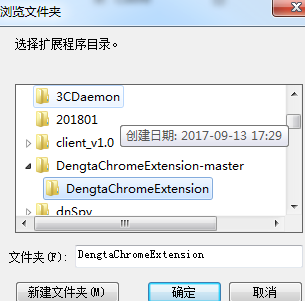 浏览文件夹
选择扩展程序目录。
3CDaemon
201801
client_v1.0
创建日期: 2017-09-13 17:29
DengtaChromeExtension-master
DengtaChromeExtension
dnSpy
文件夹(F): DengtaChromeExtension
新建文件夹(M) 确定 取消